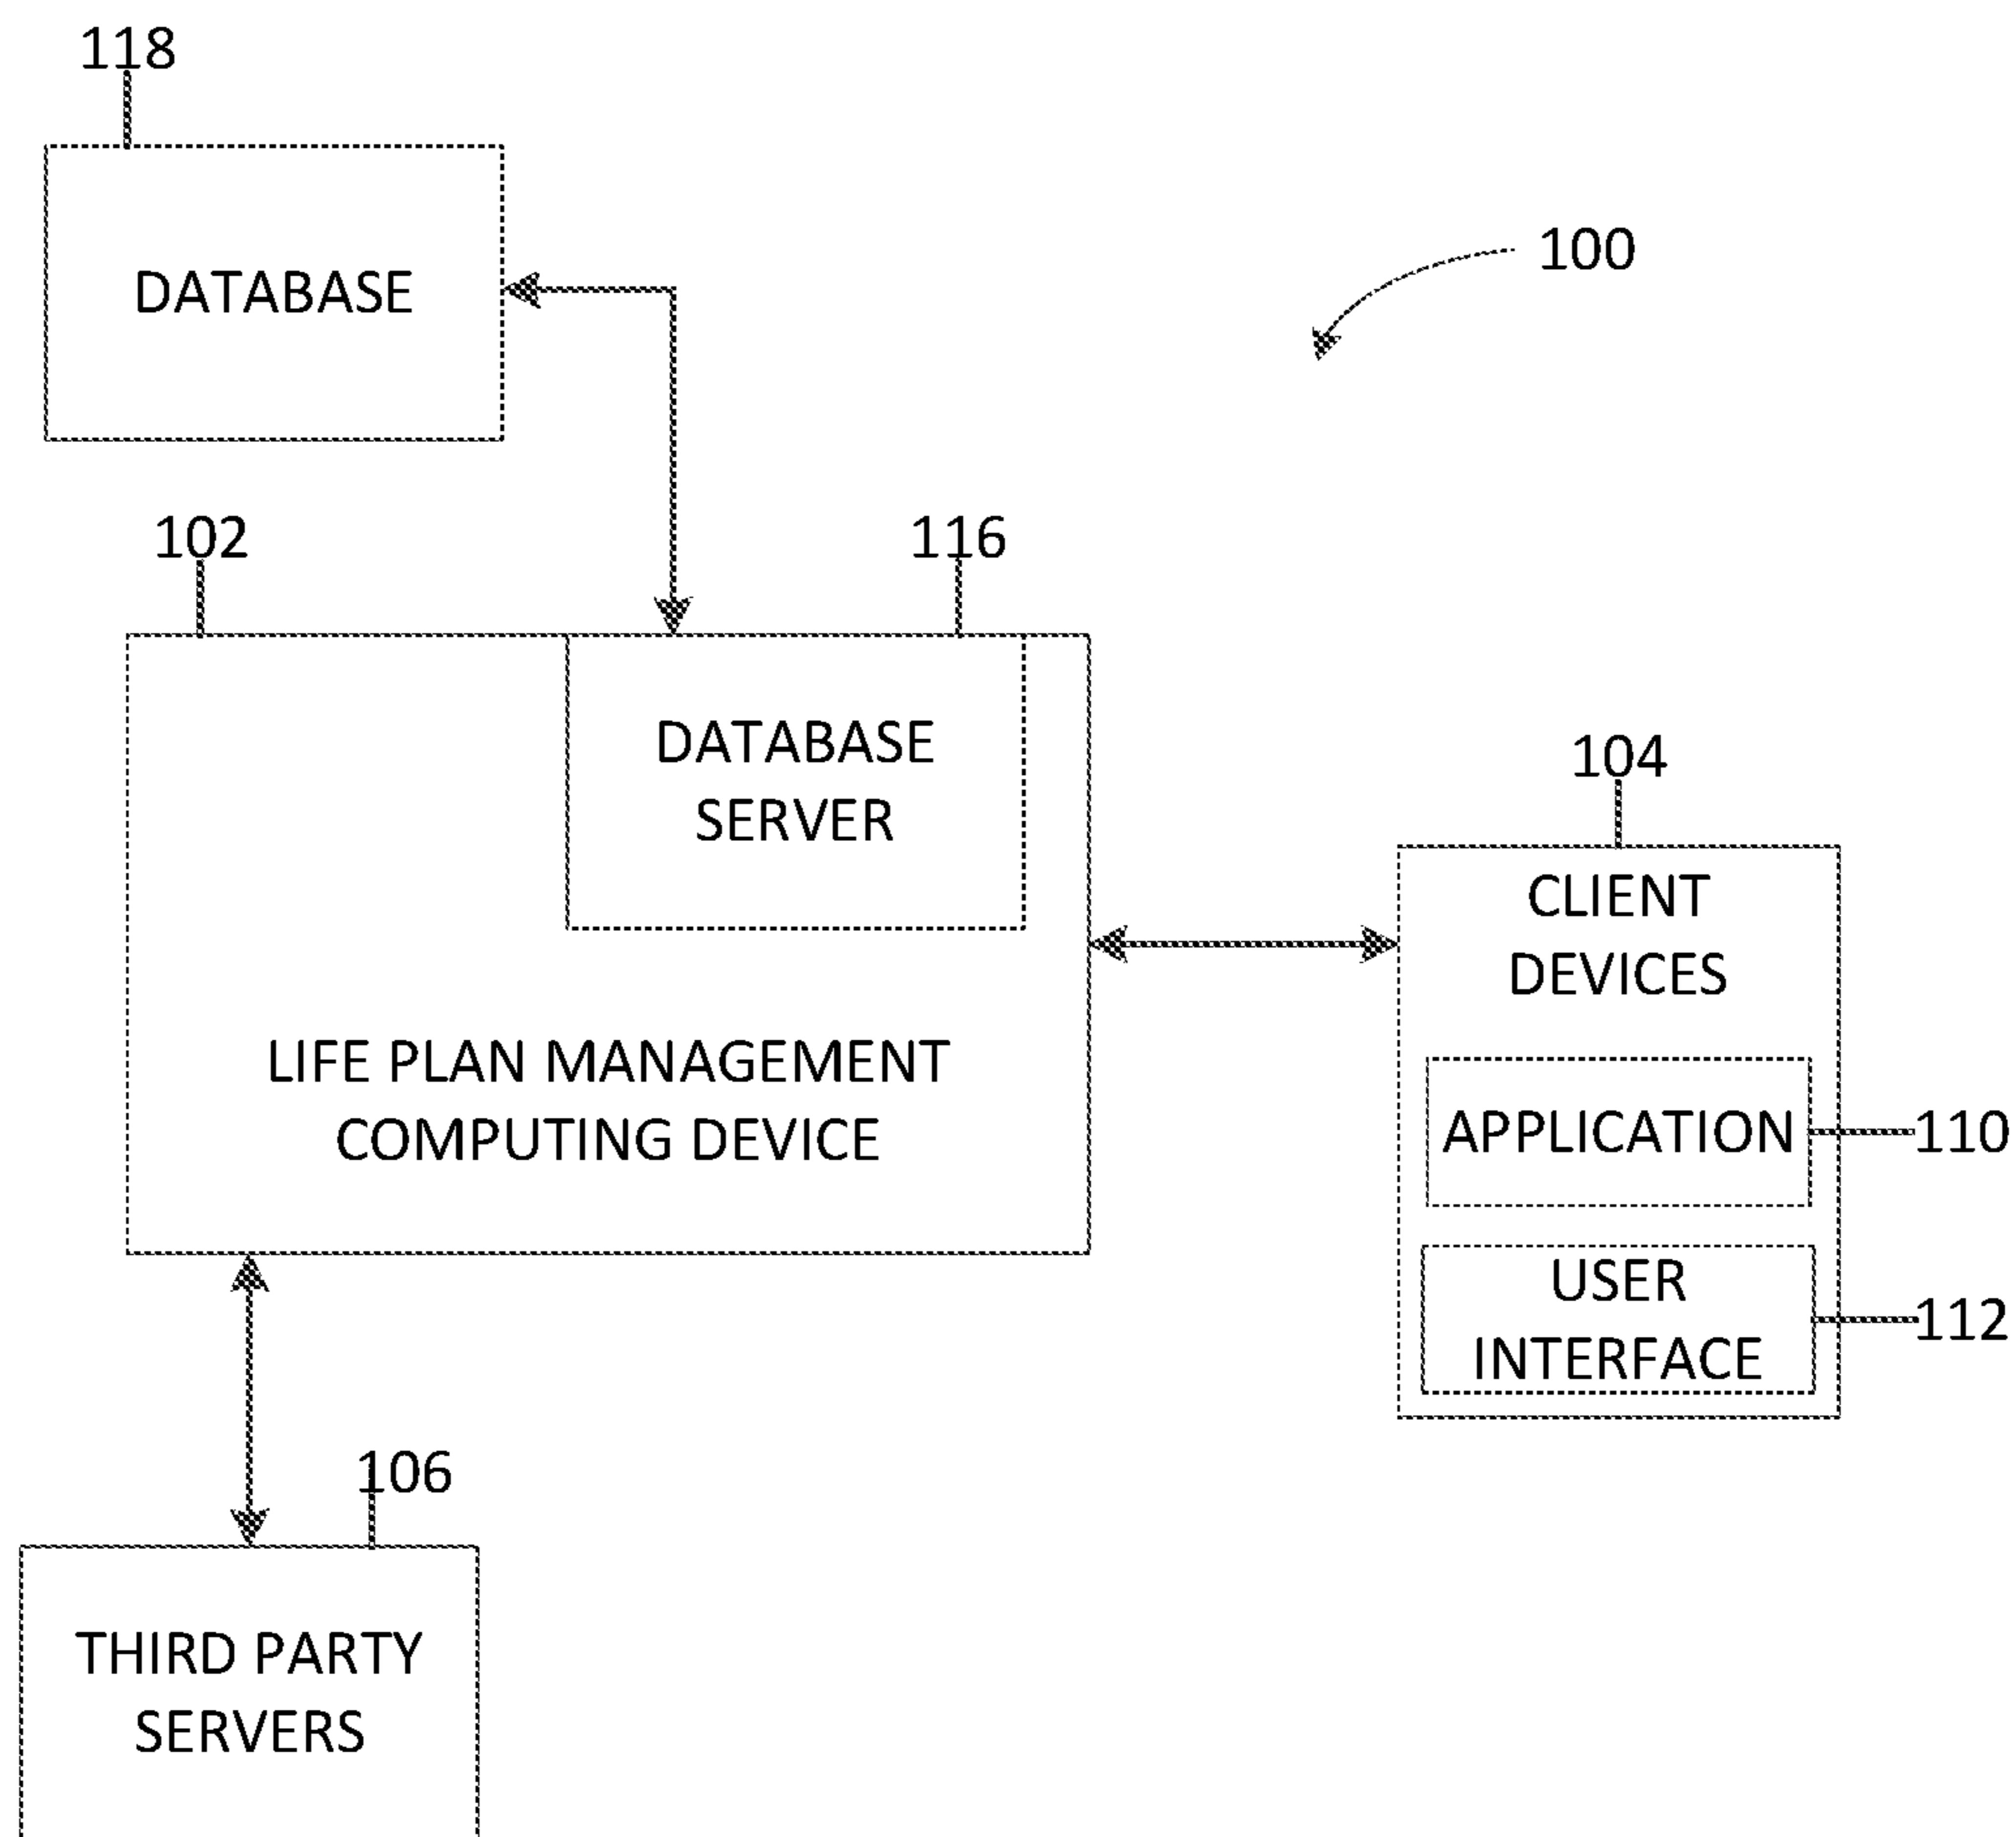 118
DATABASE
100
102
116
DATABASE
SERVER
LIFE PLAN MANAGEMENT
COMPUTING DEVICE
104
CLIENT
DEVICES
APPLICATION
110
USER
INTERFACE
112
106
THIRD PARTY
SERVERS